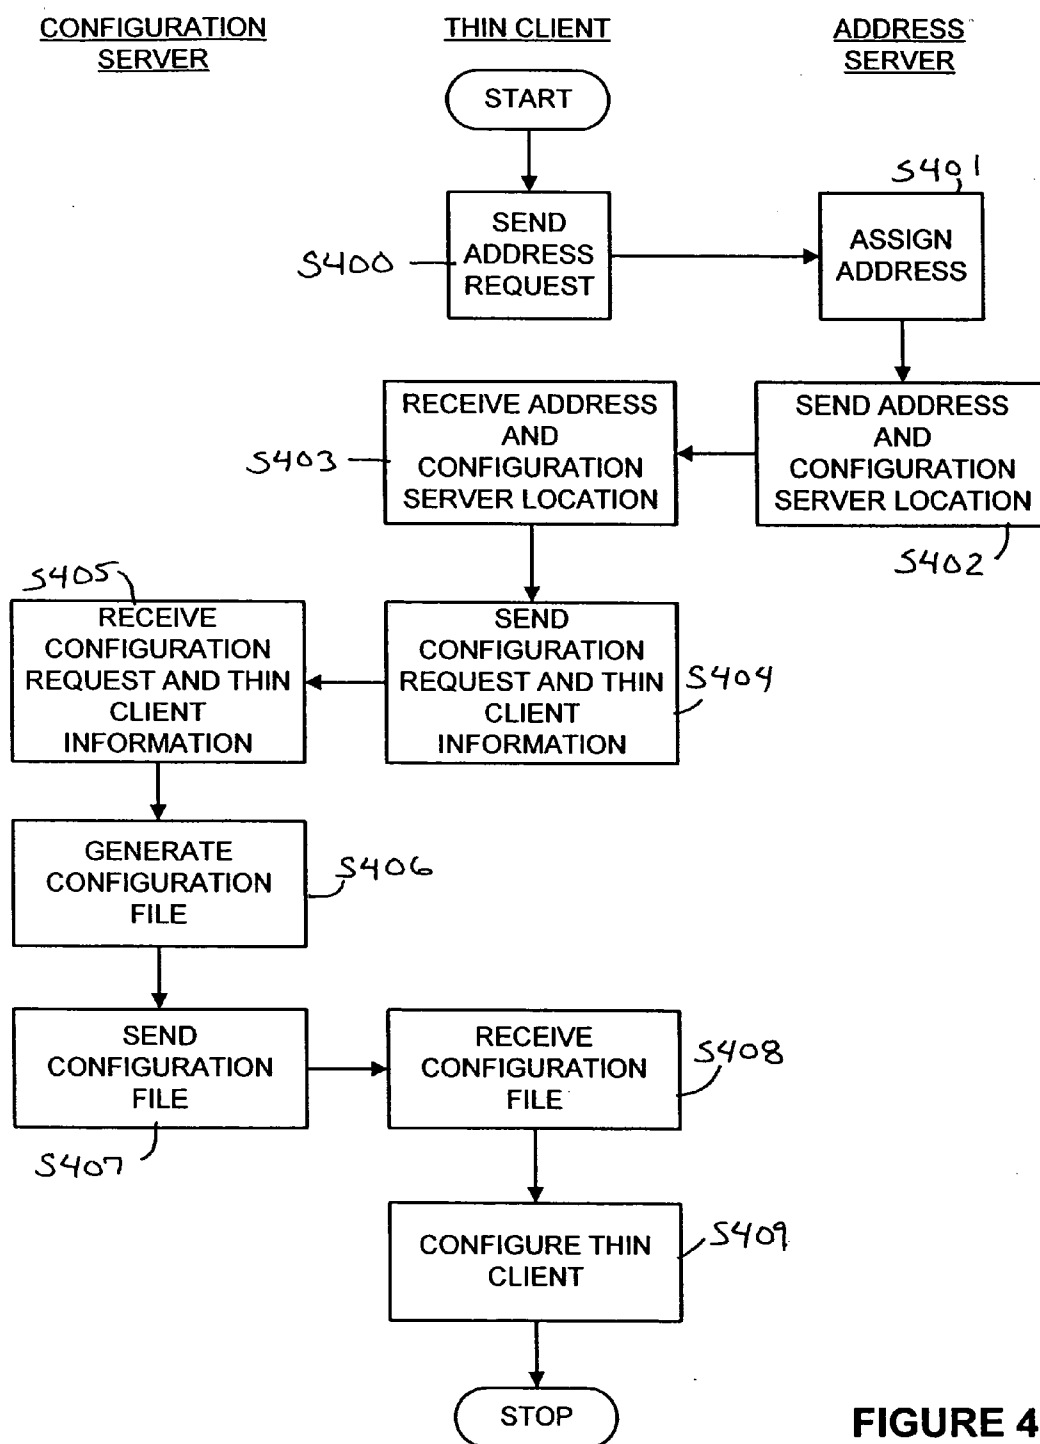 CONFIGURATION
SERVER
THIN CLIENT
ADDRESS
SERVER
START
S401
SEND
ADDRESS
REQUEST
S400
ASSIGN
ADDRESS
RECEIVE ADDRESS
AND
CONFIGURATION
SERVER LOCATION
S403
SEND ADDRESS
AND
CONFIGURATION
SERVER LOCATION
S402
S405
RECEIVE
CONFIGURATION
REQUEST AND THIN
CLIENT
INFORMATION
SEND
CONFIGURATION
REQUEST AND THIN
CLIENT
INFORMATION
S404
GENERATE
CONFIGURATION
FILE
S406
SEND
CONFIGURATION
FILE
S407
RECEIVE
CONFIGURATION
FILE
S408
CONFIGURE THIN
CLIENT
S409
STOP
FIGURE 4